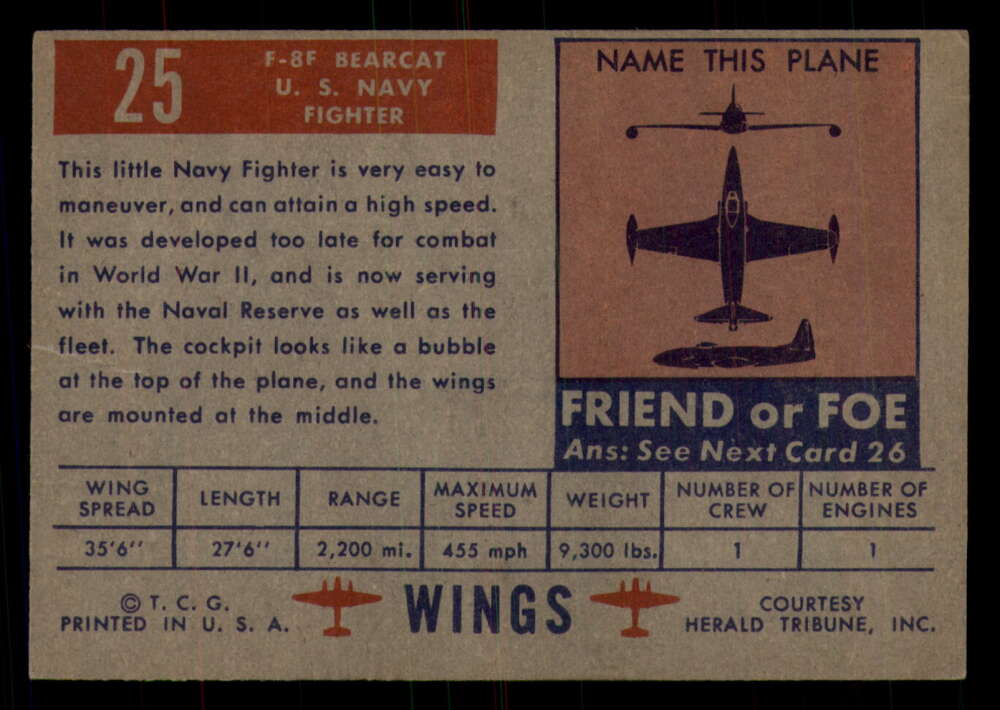 25
F-8F BEARCAT
U. S. NAVY
FIGHTER
This little Navy Fighter is very easy to
maneuver, and can attain a high speed.
It was developed too late for combat
in World War II, and is now serving
with the Naval Reserve as well as the
fleet. The cockpit looks like a bubble
at the top of the plane, and the wings
are mounted at the middle.
NAME THIS PLANE
FRIEND or FOE
Ans: See Next Card 26
WING SPREAD
LENGTH
RANGE
MAXIMUM SPEED
WEIGHT
NUMBER OF CREW
NUMBER OF ENGINES
35'6''
27'6''
2,200 mi.
455 mph
9,300 lbs.
1
1
© T. C. G.
PRINTED IN U. S. A.
WINGS
COURTESY
HERALD TRIBUNE, INC.